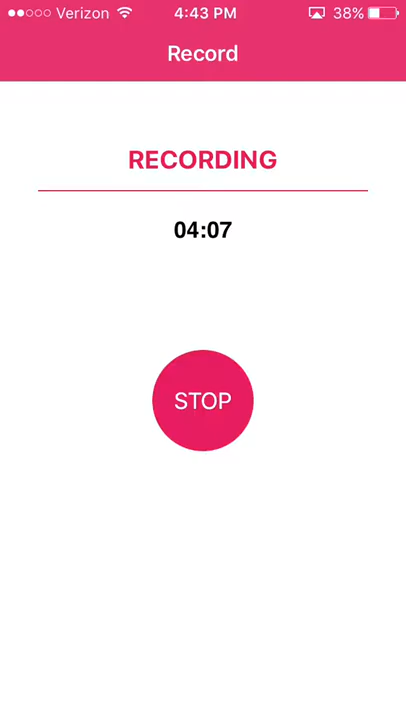 Verizon 4:43 PM 38%
Record
RECORDING
04:07
STOP